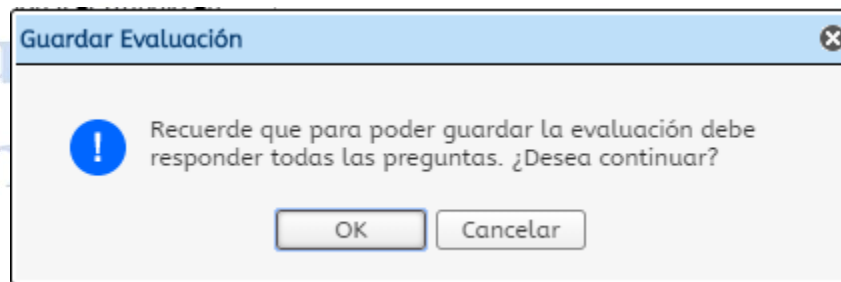 Guardar Evaluación
Recuerde que para poder guardar la evaluación debe
responder todas las preguntas. ¿Desea continuar?
OK
Cancelar